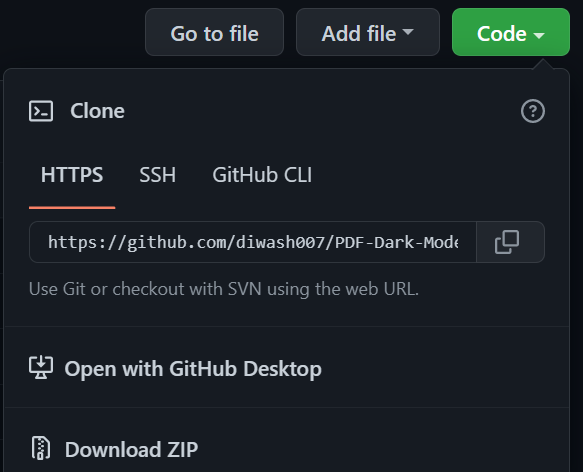 Go to file Add file Code
Clone
HTTPS SSH GitHub CLI
https://github.com/diwash007/PDF-Dark-Mode
Use Git or checkout with SVN using the web URL.
Open with GitHub Desktop
Download ZIP